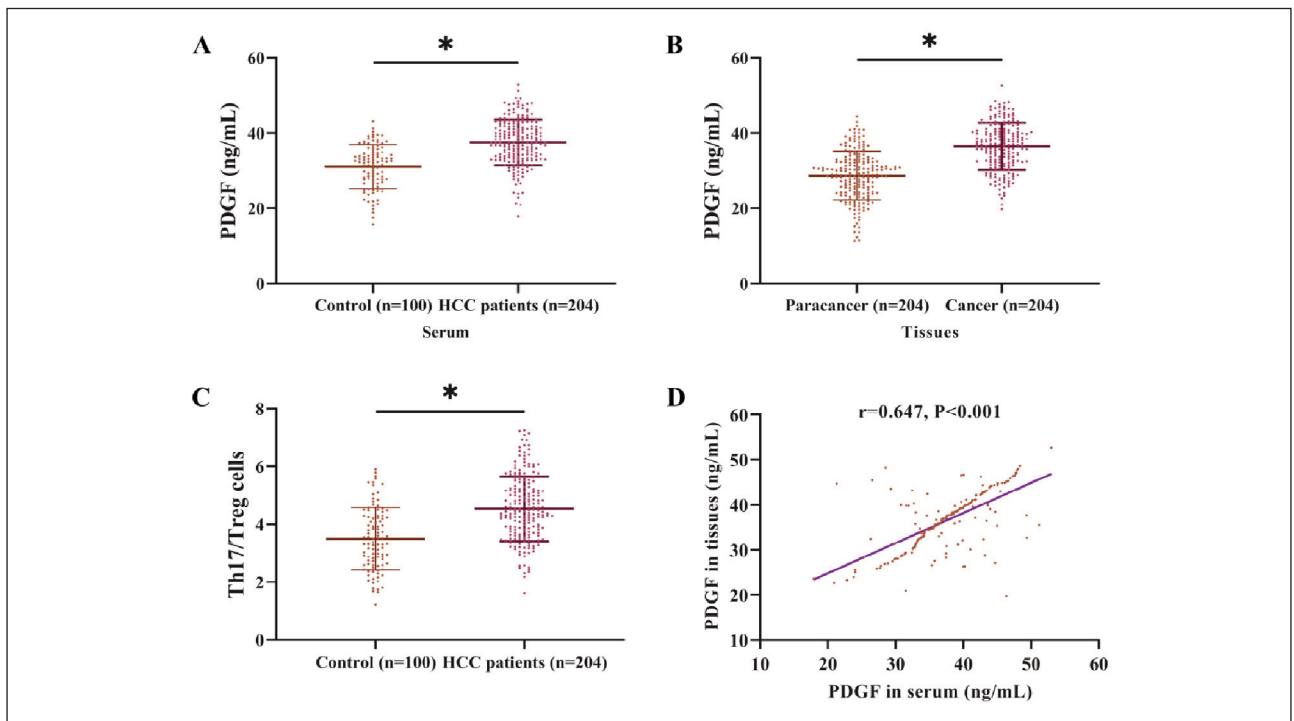 A
*
60
40
20
0
PDGF (ng/mL)
Control (n=100) HCC patients (n=204)
Serum
B
*
60
40
20
0
PDGF (ng/mL)
Paracancer (n=204) Cancer (n=204)
Tissues
C
*
8
6
4
2
0
Th17/Treg cells
Control (n=100) HCC patients (n=204)
D
r=0.647, P<0.001
60
50
40
30
20
10
PDGF in tissues (ng/mL)
10 20 30 40 50 60
PDGF in serum (ng/mL)